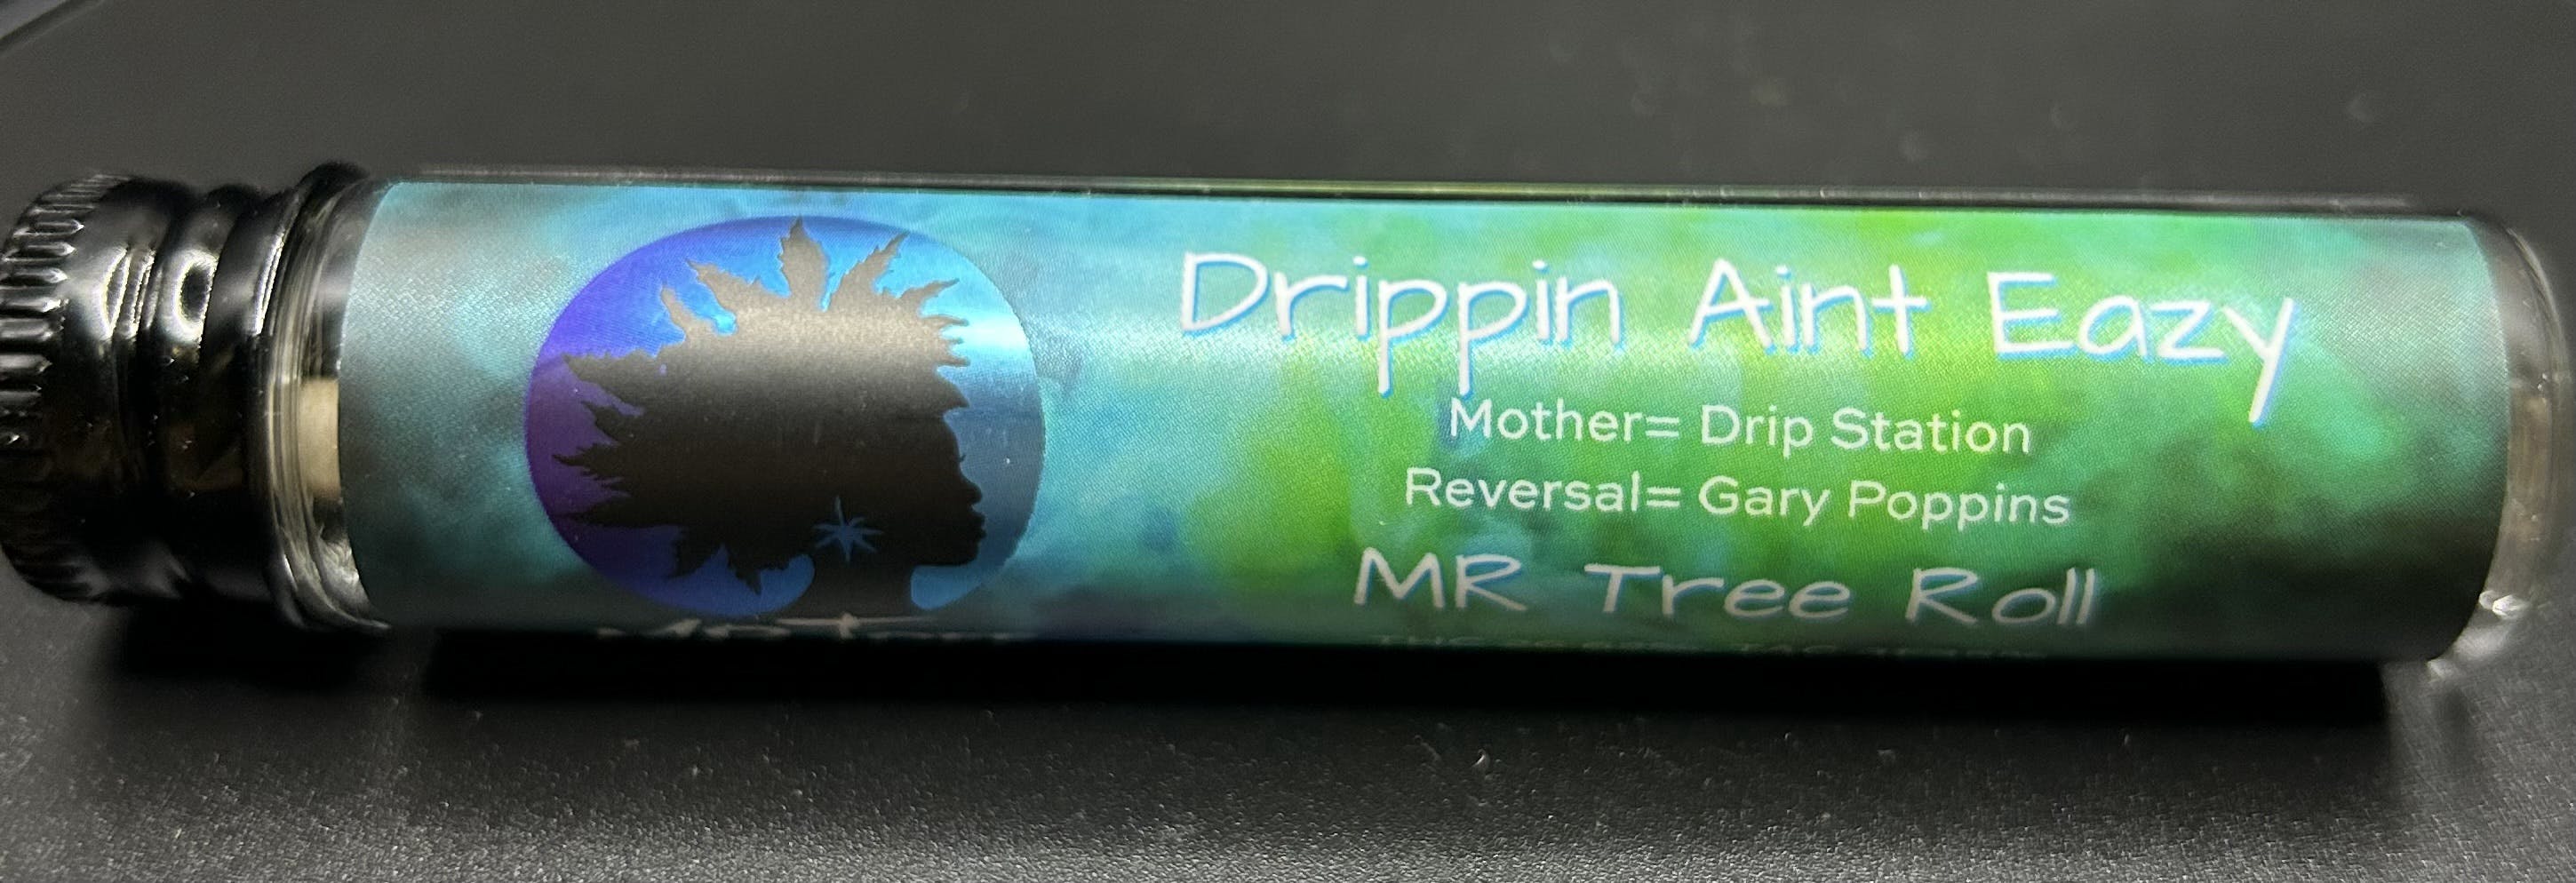 Drippin Aint Eazy
Mother= Drip Station
Reversal= Gary Poppins
MR Tree Roll